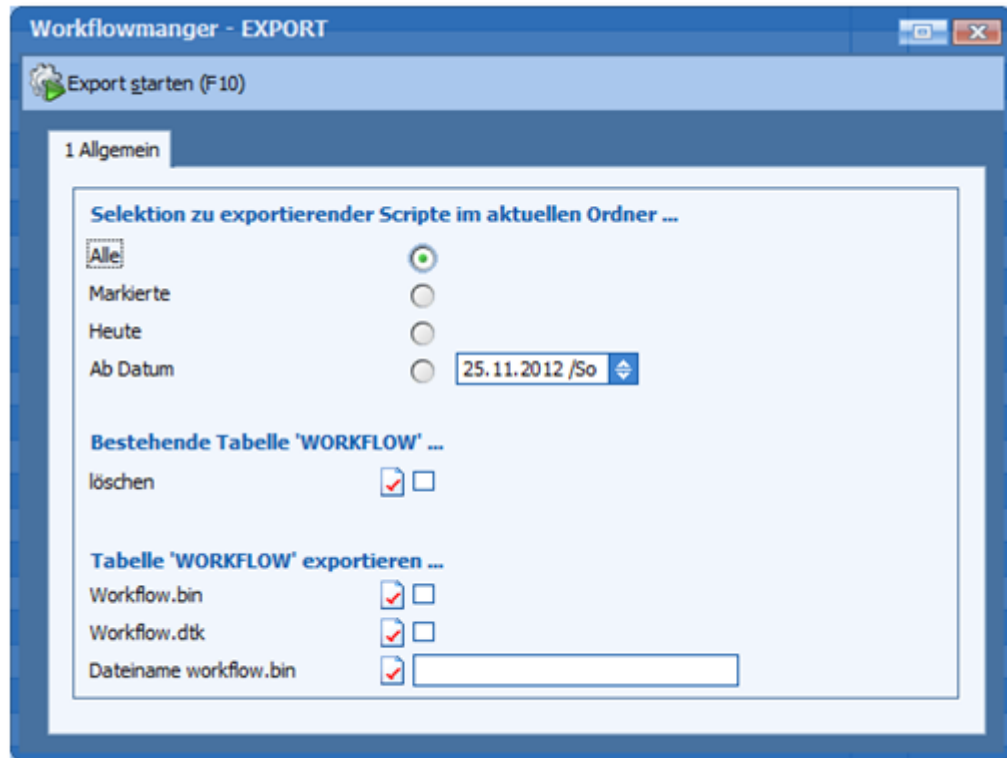 Workflowmanger - EXPORT
Export starten (F10)
1 Allgemein
Selektion zu exportierender Scripte im aktuellen Ordner ...
Alle
Markierte
Heute
Ab Datum 25.11.2012 /So
Bestehende Tabelle 'WORKFLOW' ...
löschen
Tabelle 'WORKFLOW' exportieren ...
Workflow.bin
Workflow.dtk
Dateiname workflow.bin